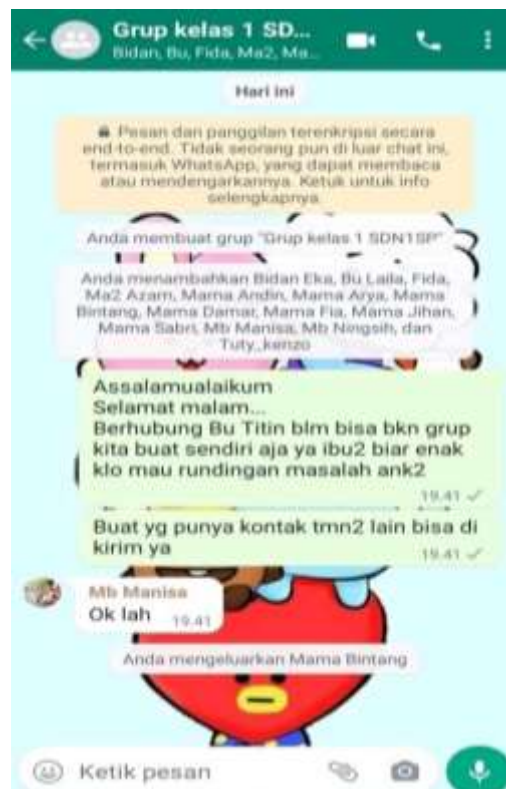 Grup kelas 1 SD...
Bidan, Bu, Fida, Ma2, Ma...
Hari ini
Pesan dan panggilan terenkripsi secara
end-to-end. Tidak seorang pun di luar chat ini,
termasuk WhatsApp, yang dapat membaca
atau mendengarkannya. Ketuk untuk info
selengkapnya.
Anda membuat grup "Grup kelas 1 SDN1SP"
Anda menambahkan Bidan Eka, Bu Laila, Fida,
Ma2 Azam, Mama Andin, Mama Arya, Mama
Bintang, Mama Damar, Mama Fia, Mama Jihan,
Mama Sabri, Mb Manisa, Mb Ningsih, dan
Tuty_kenzo
Assalamualaikum
Selamat malam...
Berhubung Bu Titin blm bisa bkn grup
kita buat sendiri aja ya ibu2 biar enak
klo mau rundingan masalah ank2
19.41
Buat yg punya kontak tmn2 lain bisa di
kirim ya
19.41
Mb Manisa
Ok lah 19.41
Anda mengeluarkan Mama Bintang
Ketik pesan